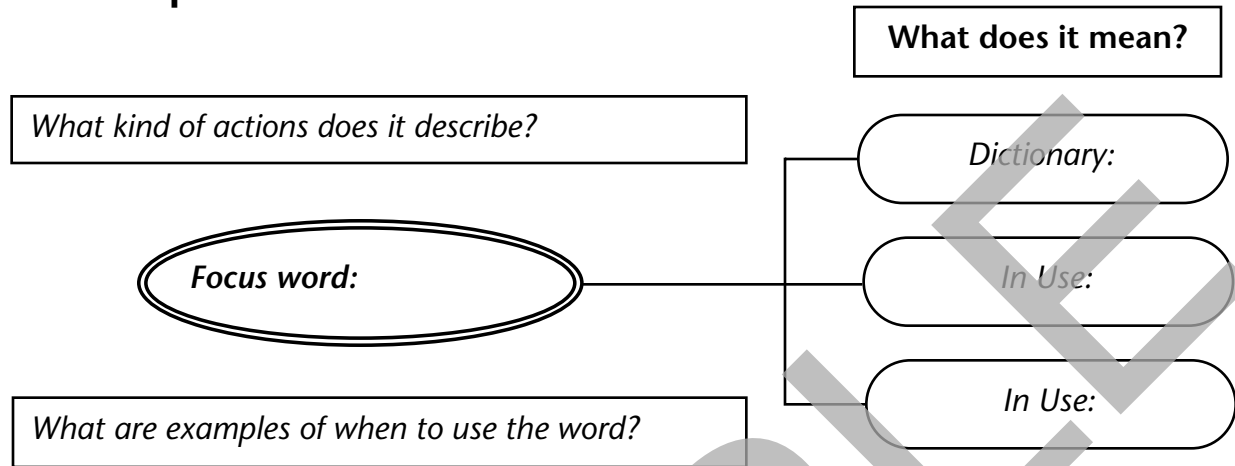 What does it mean?
What kind of actions does it describe?
Dictionary:
Focus word:
In Use:
In Use:
What are examples of when to use the word?